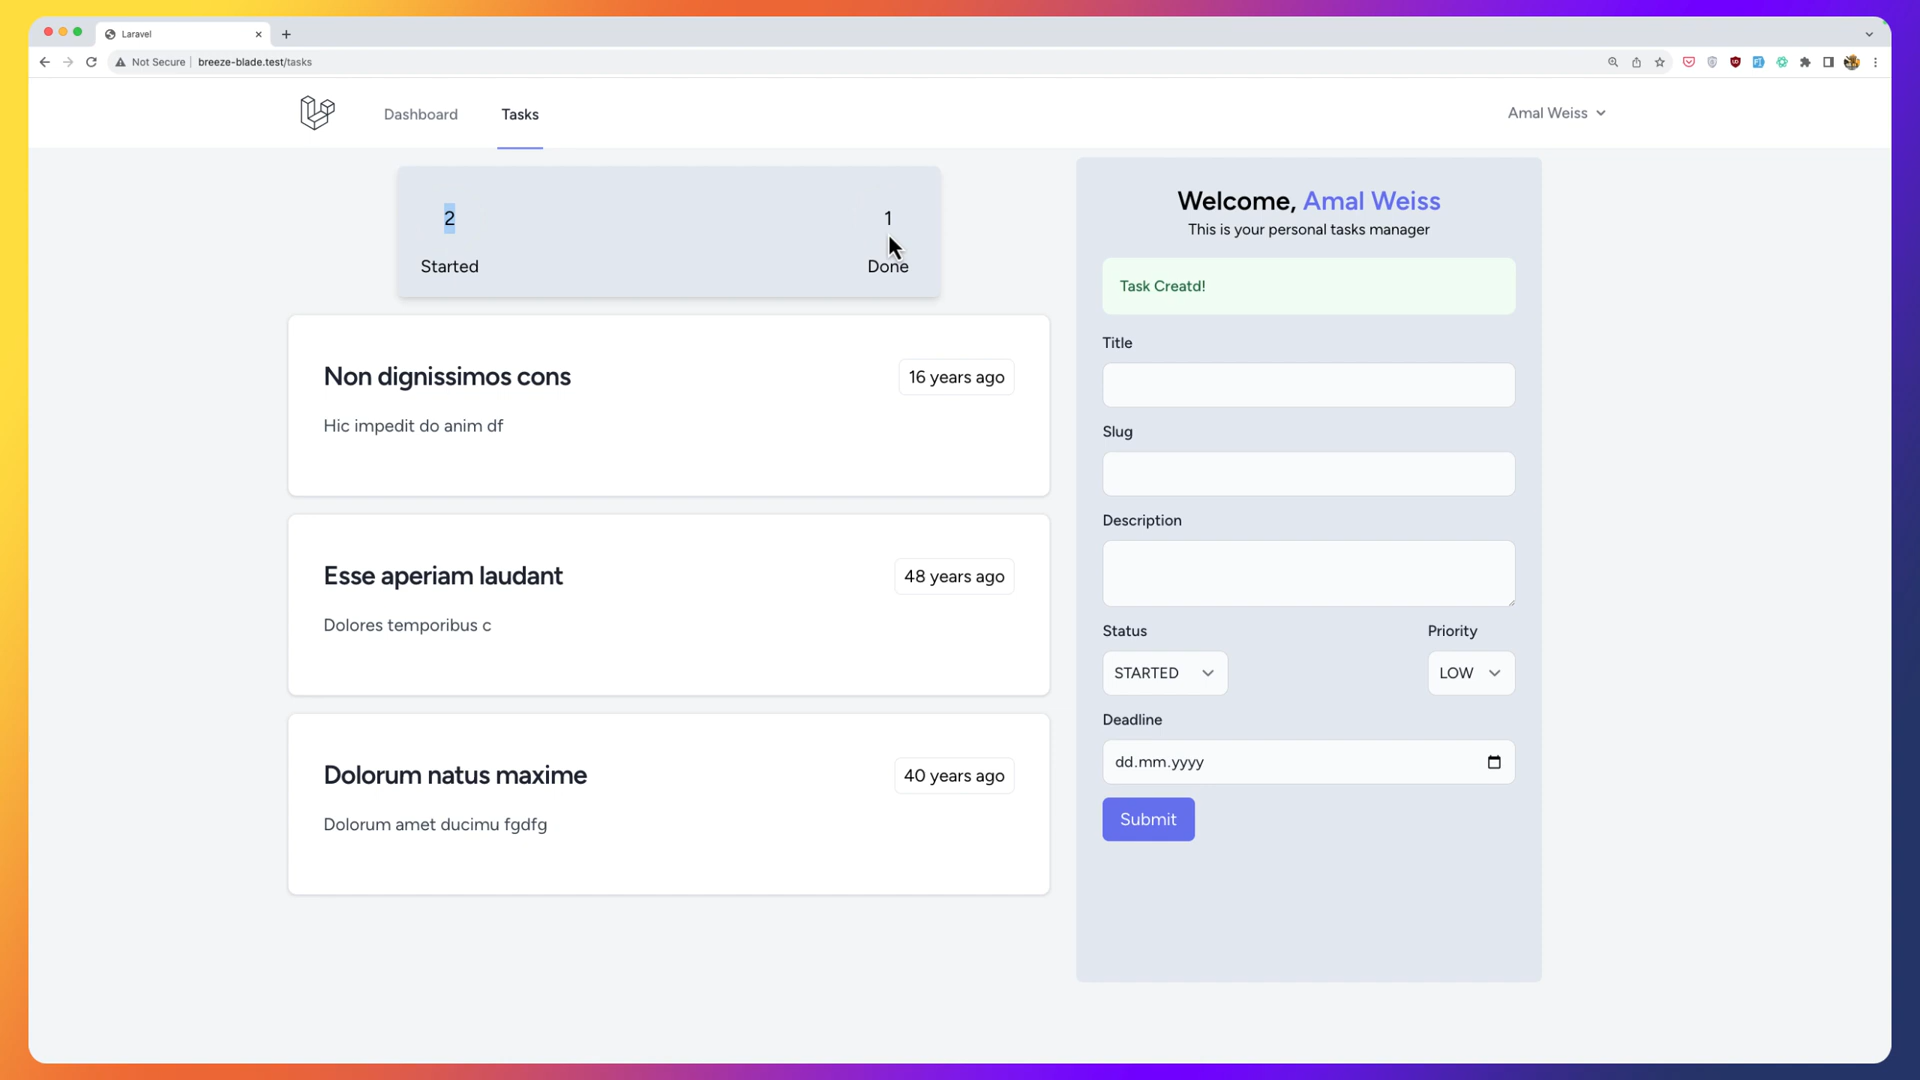 Laravel
Not Secure
breeze-blade.test/tasks
Dashboard
Tasks
Amal Weiss
2
1
Started
Done
Non dignissimos cons
16 years ago
Hic impedit do anim df
Esse aperiam laudant
48 years ago
Dolores temporibus c
Dolorum natus maxime
40 years ago
Dolorum amet ducimu fgdfg
Welcome, Amal Weiss
This is your personal tasks manager
Task Creatd!
Title
Slug
Description
Status
Priority
STARTED
LOW
Deadline
dd.mm.yyyy
Submit